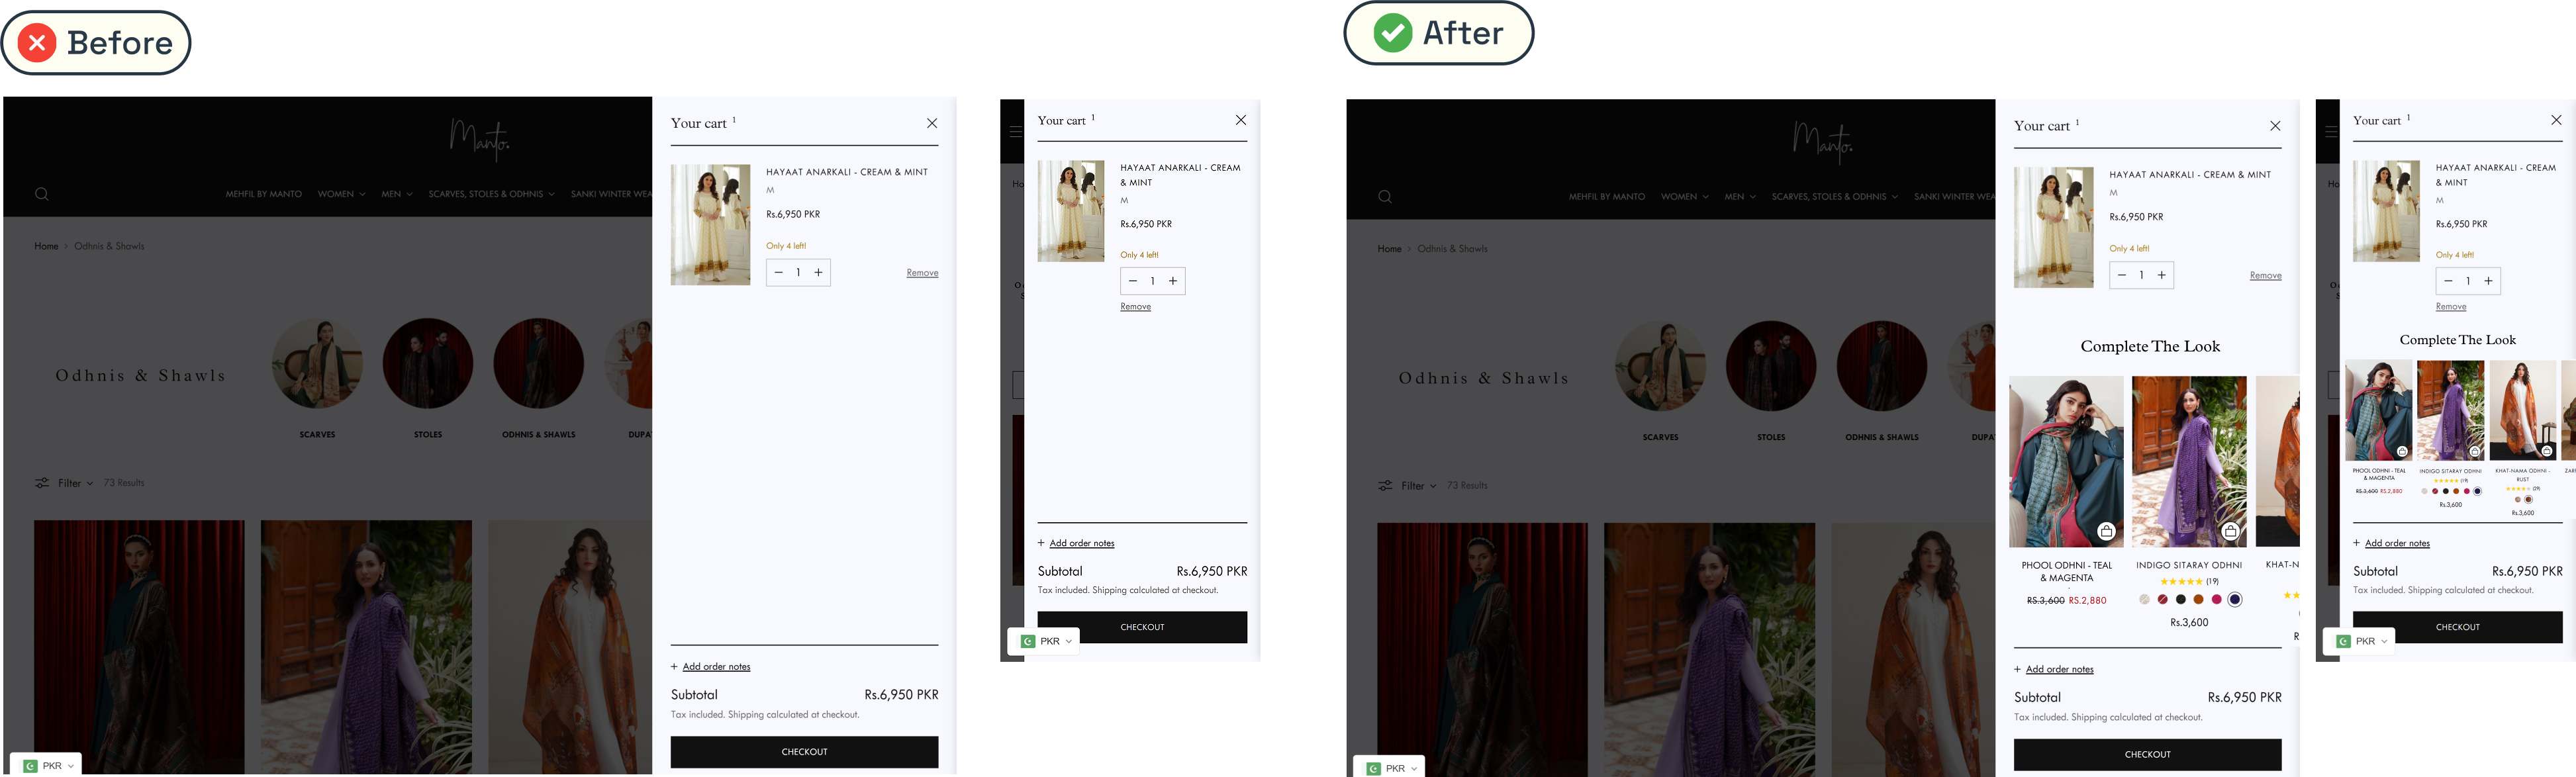 Before
Manto.
MEHFIL BY MANTO WOMEN MEN SCARVES, STOLES & ODHNIS SANKI WINTER WEA
Home › Odhnis & Shawls
Odhnis & Shawls
SCARVES
STOLES
ODHNIS & SHAWLS
DUPA
Filter
73 Results
PKR
Your cart 1
HAYAAT ANARKALI - CREAM & MINT
M
Rs.6,950 PKR
Only 4 left!
− 1 +
Remove
+ Add order notes
Subtotal Rs.6,950 PKR
Tax included. Shipping calculated at checkout.
CHECKOUT
Ho
Your cart 1
HAYAAT ANARKALI - CREAM
& MINT
M
Rs.6,950 PKR
Only 4 left!
− 1 +
Remove
+ Add order notes
Subtotal Rs.6,950 PKR
Tax included. Shipping calculated at checkout.
CHECKOUT
PKR
After
Manto.
MEHFIL BY MANTO WOMEN MEN SCARVES, STOLES & ODHNIS SANKI WINTER WEA
Home › Odhnis & Shawls
Odhnis & Shawls
SCARVES
STOLES
ODHNIS & SHAWLS
DUPA
Filter
73 Results
PKR
Your cart 1
HAYAAT ANARKALI - CREAM & MINT
M
Rs.6,950 PKR
Only 4 left!
− 1 +
Remove
Complete The Look
PHOOL ODHNI - TEAL
& MAGENTA
RS.3,600 RS.2,880
INDIGO SITARAY ODHNI
★★★★★ (19)
Rs.3,600
KHAT-N
R
+ Add order notes
Subtotal Rs.6,950 PKR
Tax included. Shipping calculated at checkout.
CHECKOUT
Ho
Your cart 1
HAYAAT ANARKALI - CREAM
& MINT
M
Rs.6,950 PKR
Only 4 left!
− 1 +
Remove
Complete The Look
PHOOL ODHNI - TEAL
& MAGENTA
RS.3,600 RS.2,880
INDIGO SITARAY ODHNI
★★★★★ (19)
Rs.3,600
KHAT-NAMA ODHNI -
RUST
Rs.3,600
+ Add order notes
Subtotal Rs.6,950 PKR
Tax included. Shipping calculated at checkout.
CHECKOUT
PKR